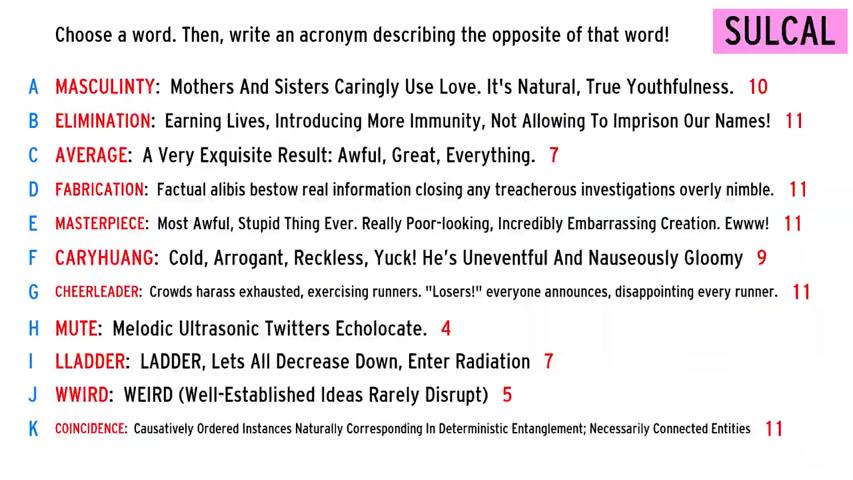 Choose a word. Then, write an acronym describing the opposite of that word!
SULCAL
A MASCULINTY: Mothers And Sisters Caringly Use Love. It's Natural, True Youthfulness. 10
B ELIMINATION: Earning Lives, Introducing More Immunity, Not Allowing To Imprison Our Names! 11
C AVERAGE: A Very Exquisite Result: Awful, Great, Everything. 7
D FABRICATION: Factual alibis bestow real information closing any treacherous investigations overly nimble. 11
E MASTERPIECE: Most Awful, Stupid Thing Ever. Really Poor-looking, Incredibly Embarrassing Creation. Ewww! 11
F CARYHUANG: Cold, Arrogant, Reckless, Yuck! He's Uneventful And Nauseously Gloomy 9
G CHEERLEADER: Crowds harass exhausted, exercising runners. "Losers!" everyone announces, disappointing every runner. 11
H MUTE: Melodic Ultrasonic Twitters Echolocate. 4
I LLADDER: LADDER, Lets All Decrease Down, Enter Radiation 7
J WWIRD: WEIRD (Well-Established Ideas Rarely Disrupt) 5
K COINCIDENCE: Causatively Ordered Instances Naturally Corresponding In Deterministic Entanglement; Necessarily Connected Entities 11